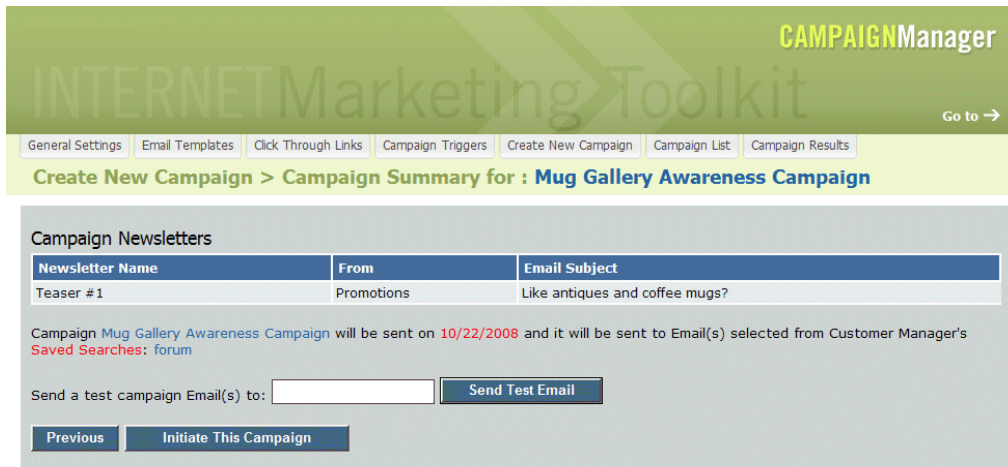 CAMPAIGNManager
INTERNETMarketing Toolkit
Go to →
General Settings Email Templates Click Through Links Campaign Triggers Create New Campaign Campaign List Campaign Results
Create New Campaign > Campaign Summary for : Mug Gallery Awareness Campaign
Campaign Newsletters
Newsletter Name From Email Subject
Teaser #1 Promotions Like antiques and coffee mugs?
Campaign Mug Gallery Awareness Campaign will be sent on 10/22/2008 and it will be sent to Email(s) selected from Customer Manager's
Saved Searches: forum
Send a test campaign Email(s) to: Send Test Email
Previous Initiate This Campaign